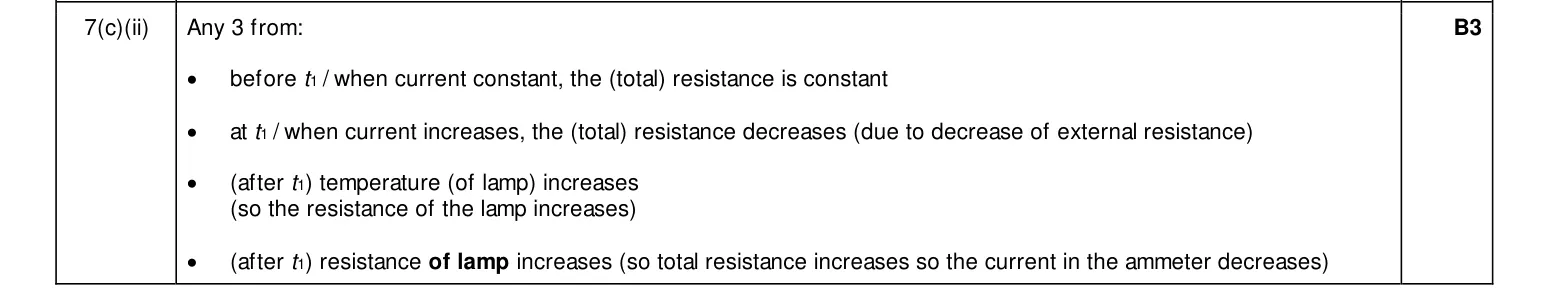 7(c)(ii) Any 3 from: B3
• before t1 / when current constant, the (total) resistance is constant
• at t1 / when current increases, the (total) resistance decreases (due to decrease of external resistance)
• (after t1) temperature (of lamp) increases
(so the resistance of the lamp increases)
• (after t1) resistance of lamp increases (so total resistance increases so the current in the ammeter decreases)